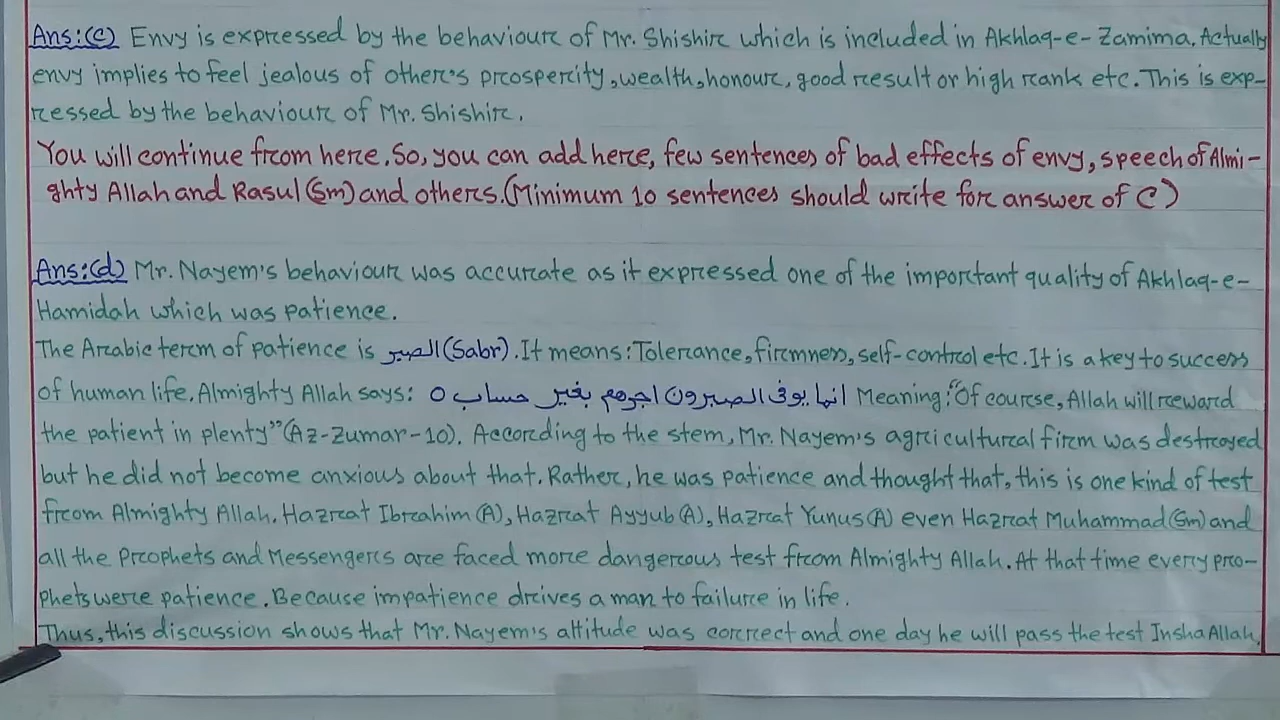 Ans:(c) Envy is expressed by the behaviour of Mr. Shishir which is included in Akhlaq-e-Zamima. Actually
envy implies to feel jealous of other's prosperity, wealth, honour, good result or high rank etc. This is exp-
ressed by the behaviour of Mr. Shishir.
You will continue from here. So, you can add here, few sentences of bad effects of envy, speech of Almi-
ghty Allah and Rasul (Sm) and others. (Minimum 10 sentences should write for answer of C)
Ans:(d) Mr. Nayem's behaviour was accurate as it expressed one of the important quality of Akhlaq-e-
Hamidah which was patience.
The Arabic term of patience is الصبر (Sabr). It means: Tolerance, firmness, self-control etc. It is a key to success
of human life. Almighty Allah says: انما يوفى الصبرون اجرهم بغير حساب ○ Meaning: "Of course, Allah will reward
the patient in plenty" (Az-Zumar-10). According to the stem, Mr. Nayem's agricultural firm was destroyed
but he did not become anxious about that. Rather, he was patience and thought that, this is one kind of test
from Almighty Allah. Hazrat Ibrahim (A), Hazrat Ayyub (A), Hazrat Yunus (A) even Hazrat Muhammad (Sm) and
all the Prophets and Messengers are faced more dangerous test from Almighty Allah. At that time every pro-
phets were patience. Because impatience drives a man to failure in life.
Thus, this discussion shows that Mr. Nayem's attitude was correct and one day he will pass the test InshaAllah.